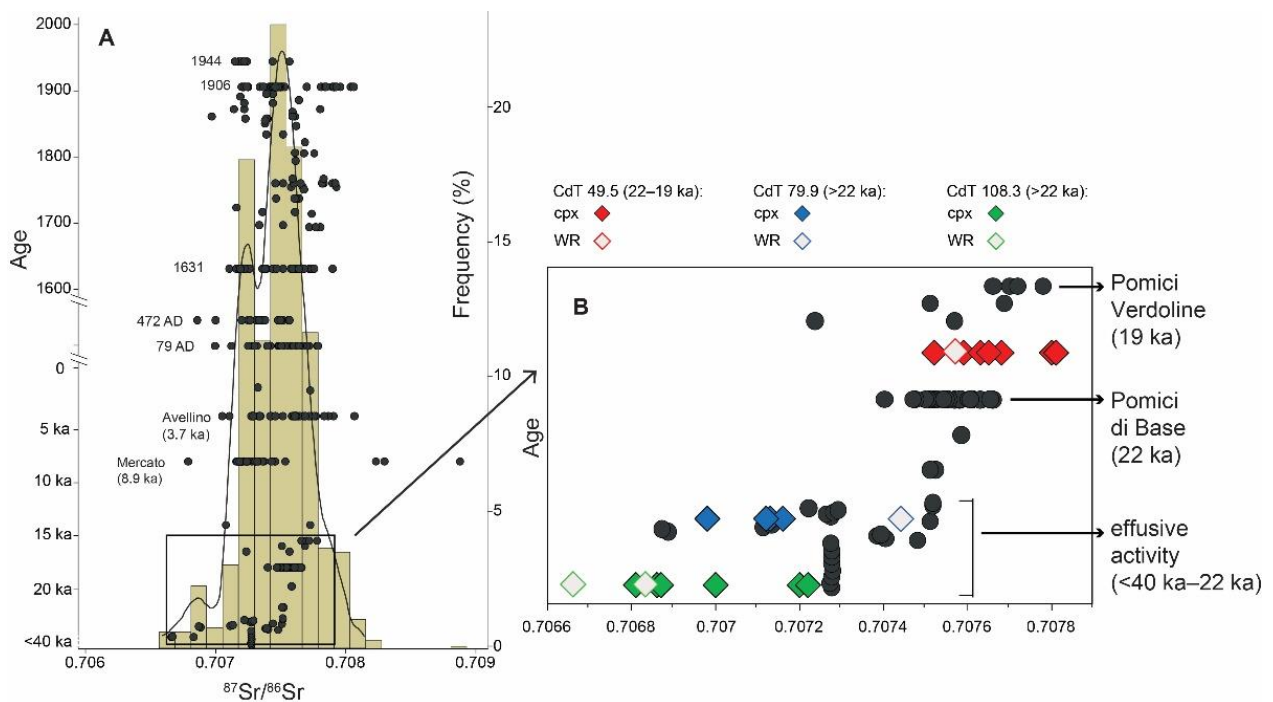 A
2000
1900
1800
1700
1600
0
5 ka
10 ka
15 ka
20 ka
<40 ka
Age
1944
1906
1631
472 AD
79 AD
Avellino
(3.7 ka)
Mercato
(8.9 ka)
0.706
0.707
0.708
0.709
87Sr/86Sr
20
15
10
5
0
Frequency (%)
CdT 49.5 (22–19 ka):
cpx
WR
CdT 79.9 (>22 ka):
cpx
WR
CdT 108.3 (>22 ka):
cpx
WR
B
Age
Pomici
Verdoline
(19 ka)
Pomici
di Base
(22 ka)
effusive
activity
(<40 ka–22 ka)
0.7066
0.7068
0.707
0.7072
0.7074
0.7076
0.7078